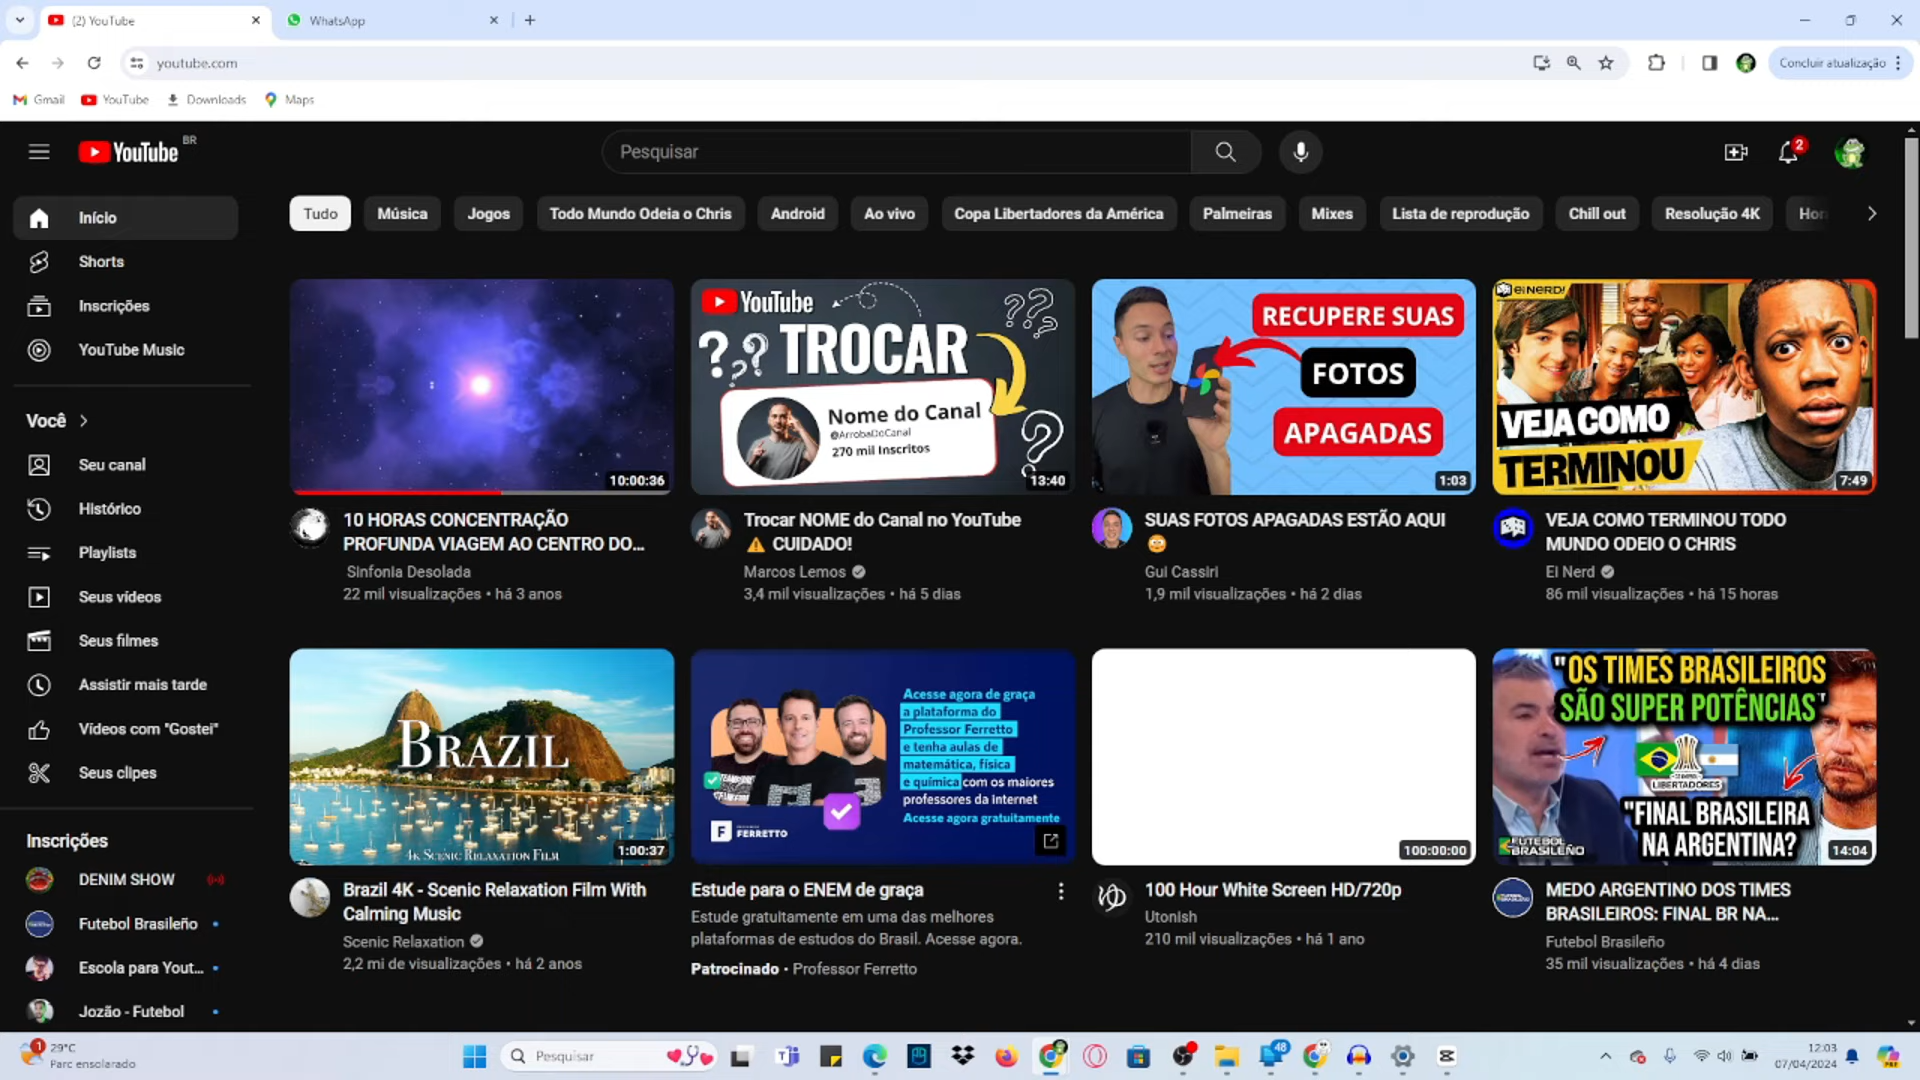 (2) YouTube
WhatsApp
youtube.com
Concluir atualização
Gmail
YouTube
Downloads
Maps
YouTube BR
Pesquisar
2
Início
Shorts
Inscrições
YouTube Music
Você
Seu canal
Histórico
Playlists
Seus vídeos
Seus filmes
Assistir mais tarde
Vídeos com "Gostei"
Seus clipes
Inscrições
DENIM SHOW
Futebol Brasileño
Escola para Yout...
Jozão - Futebol
Tudo
Música
Jogos
Todo Mundo Odeia o Chris
Android
Ao vivo
Copa Libertadores da América
Palmeiras
Mixes
Lista de reprodução
Chill out
Resolução 4K
10:00:36
10 HORAS CONCENTRAÇÃO
PROFUNDA VIAGEM AO CENTRO DO...
Sinfonia Desolada
22 mil visualizações • há 3 anos
YouTube
TROCAR
Nome do Canal
@ArrobaDoCanal
270 mil Inscritos
13:40
Trocar NOME do Canal no YouTube
⚠️ CUIDADO!
Marcos Lemos
3,4 mil visualizações • há 5 dias
RECUPERE SUAS
FOTOS
APAGADAS
1:03
SUAS FOTOS APAGADAS ESTÃO AQUI
Gui Cassiri
1,9 mil visualizações • há 2 dias
ei NERD!
VEJA COMO
TERMINOU
7:49
VEJA COMO TERMINOU TODO
MUNDO ODEIO O CHRIS
Ei Nerd
86 mil visualizações • há 15 horas
BRAZIL
4K SCENIC RELAXATION FILM
1:00:37
Brazil 4K - Scenic Relaxation Film With
Calming Music
Scenic Relaxation
2,2 mi de visualizações • há 2 anos
Acesse agora de graça
a plataforma do
Professor Ferretto
e tenha aulas de
matemática, física
e química com os maiores
professores da internet
Acesse agora gratuitamente
FERRETTO
Estude para o ENEM de graça
Estude gratuitamente em uma das melhores
plataformas de estudos do Brasil. Acesse agora.
Patrocinado • Professor Ferretto
100:00:00
100 Hour White Screen HD/720p
Utonish
210 mil visualizações • há 1 ano
"OS TIMES BRASILEIROS
SÃO SUPER POTÊNCIAS"
LIBERTADORES
"FINAL BRASILEIRA
NA ARGENTINA?
FUTEBOL
BRASILEÑO
14:04
MEDO ARGENTINO DOS TIMES
BRASILEIROS: FINAL BR NA...
Futebol Brasileño
35 mil visualizações • há 4 dias
1
29°C
Parc ensolarado
Pesquisar
48
12:03
07/04/2024